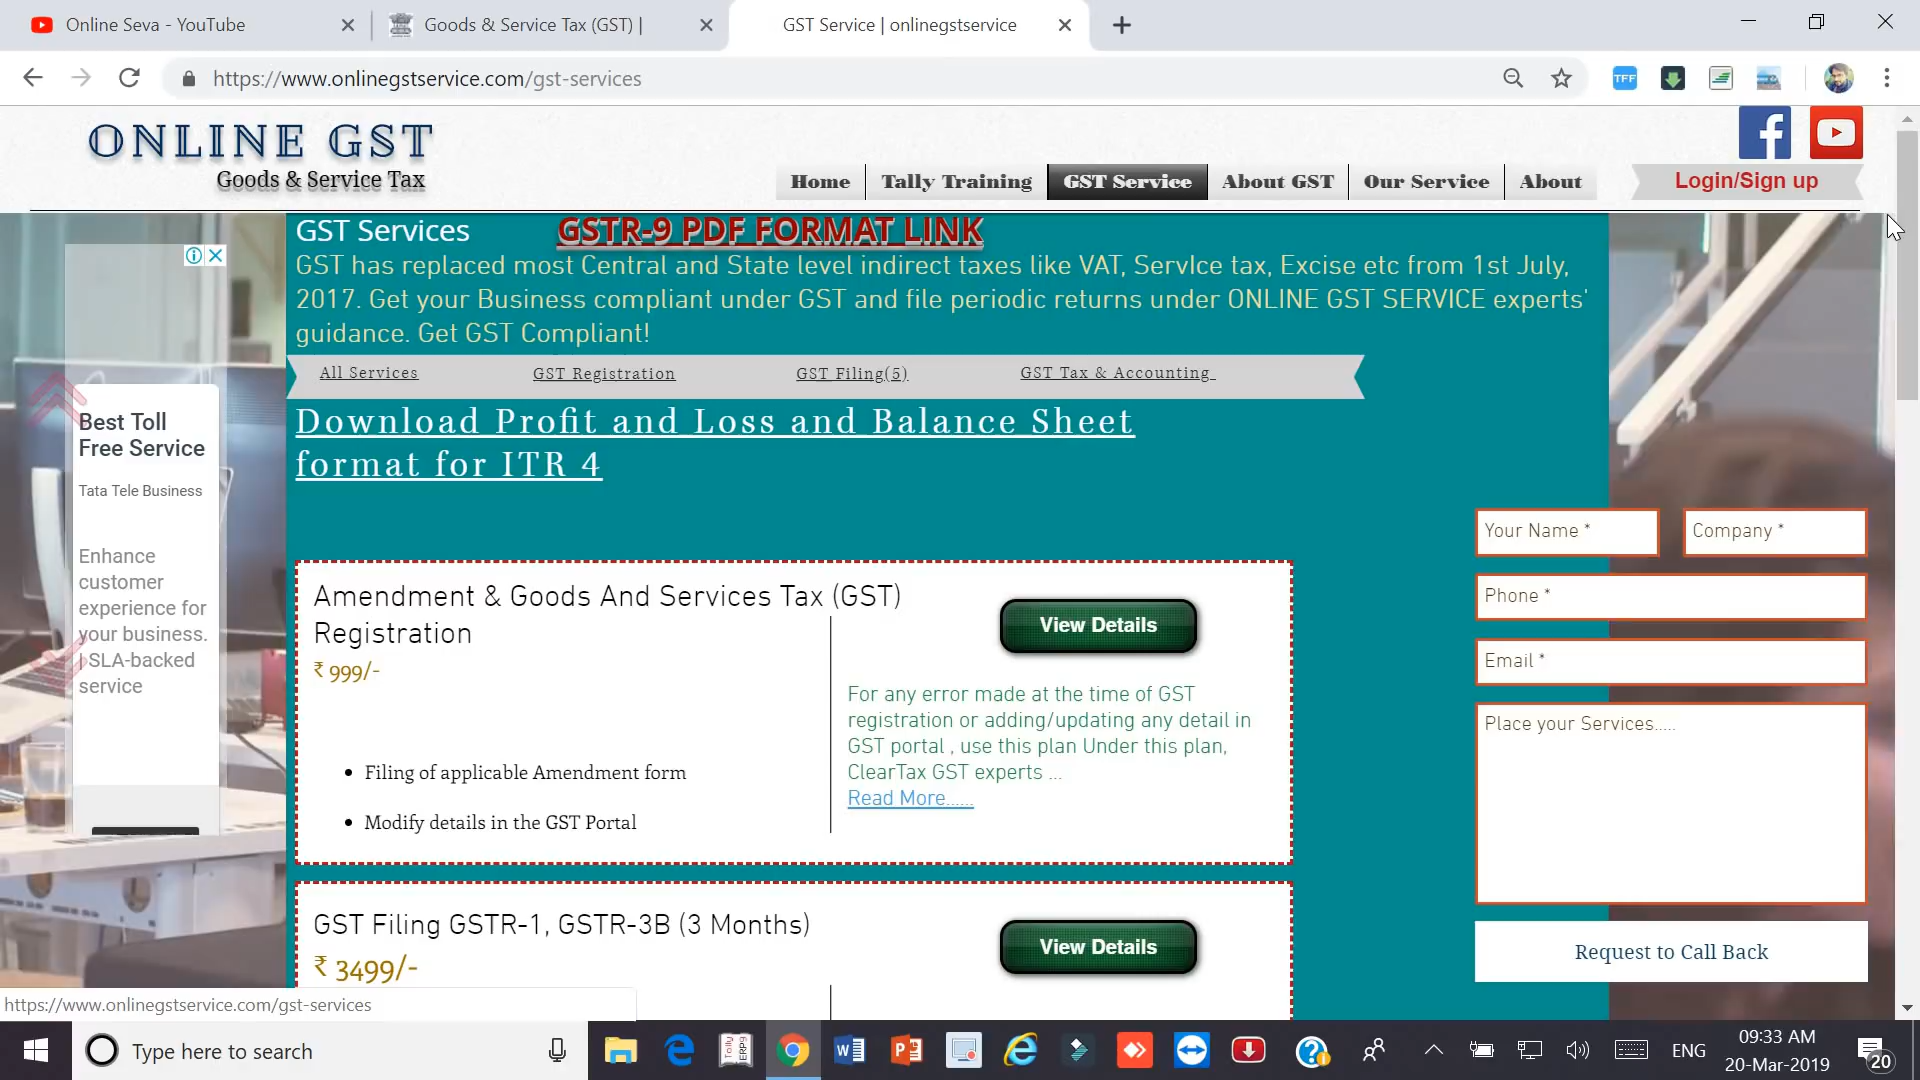 Online Seva - YouTube
Goods & Service Tax (GST) |
GST Service | onlinegstservice
https://www.onlinegstservice.com/gst-services
TFF
ONLINE GST
Goods & Service Tax
Home
Tally Training
GST Service
About GST
Our Service
About
Login/Sign up
GST Services
GSTR-9 PDF FORMAT LINK
GST has replaced most Central and State level indirect taxes like VAT, ServIce tax, Excise etc from 1st July,
2017. Get your Business compliant under GST and file periodic returns under ONLINE GST SERVICE experts'
guidance. Get GST Compliant!
All Services
GST Registration
GST Filing(5)
GST Tax & Accounting
Download Profit and Loss and Balance Sheet
format for ITR 4
Best Toll
Free Service
Tata Tele Business
Enhance
customer
experience for
your business.
| SLA-backed
service
Amendment & Goods And Services Tax (GST)
Registration
₹ 999/-
• Filing of applicable Amendment form
• Modify details in the GST Portal
View Details
For any error made at the time of GST
registration or adding/updating any detail in
GST portal , use this plan Under this plan,
ClearTax GST experts ...
Read More......
GST Filing GSTR-1, GSTR-3B (3 Months)
₹ 3499/-
View Details
Your Name *
Company *
Phone *
Email *
Place your Services.....
Request to Call Back
https://www.onlinegstservice.com/gst-services
Type here to search
Tally
ERP9
ENG
09:33 AM
20-Mar-2019
20